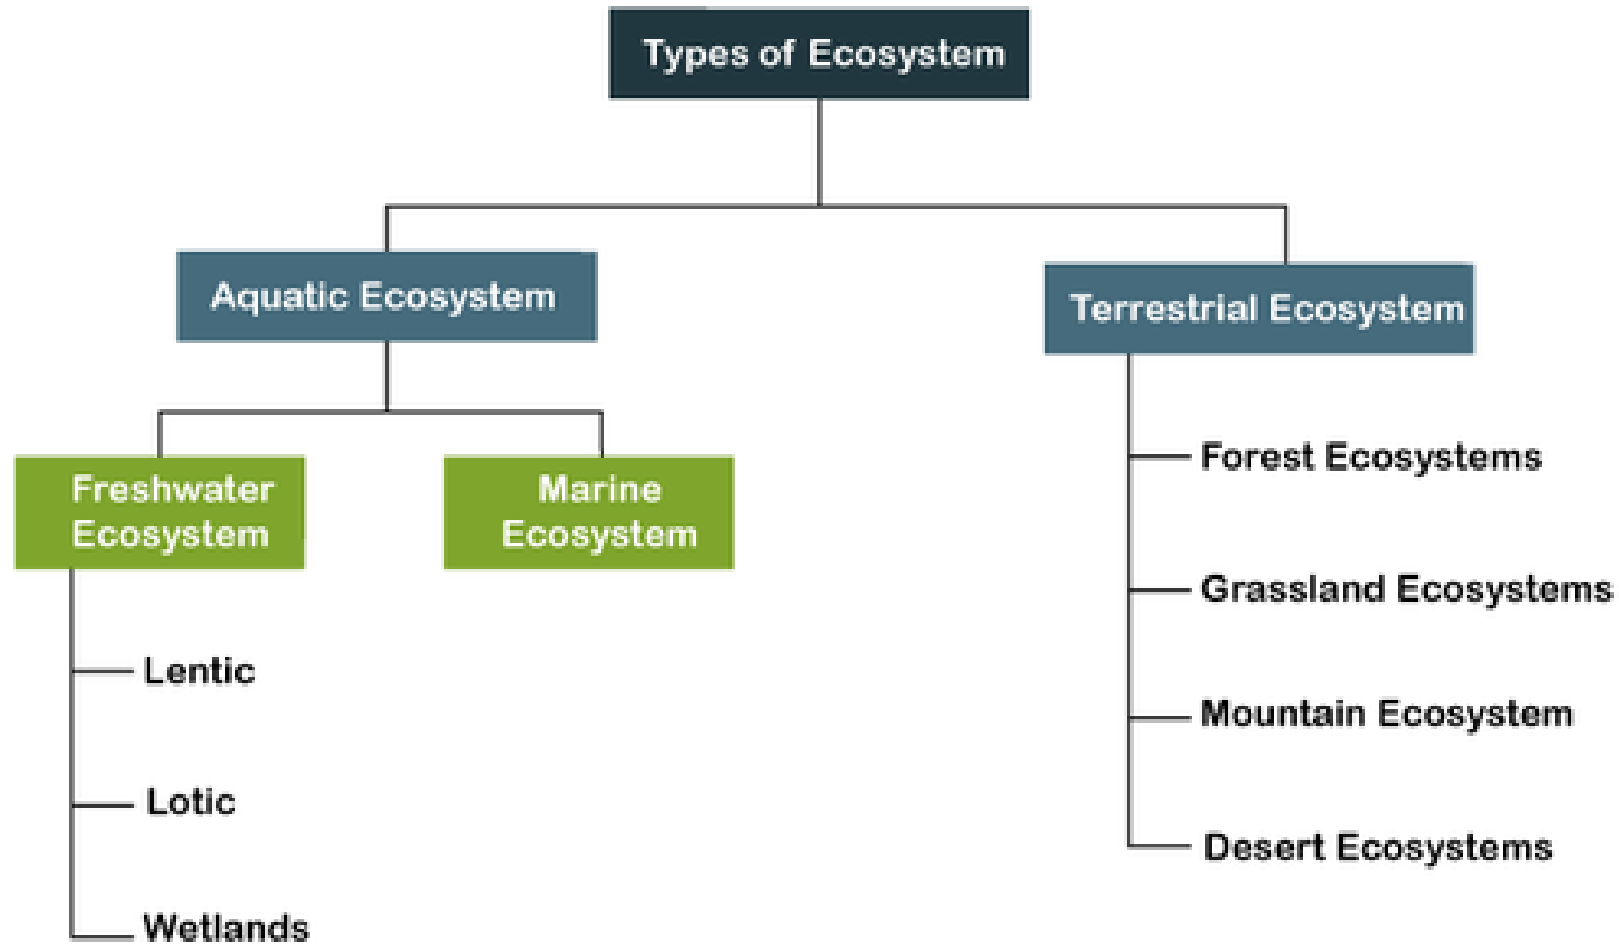 Types of Ecosystem
Aquatic Ecosystem
Terrestrial Ecosystem
Freshwater
Ecosystem
Marine
Ecosystem
Lentic
Lotic
Wetlands
Forest Ecosystems
Grassland Ecosystems
Mountain Ecosystem
Desert Ecosystems